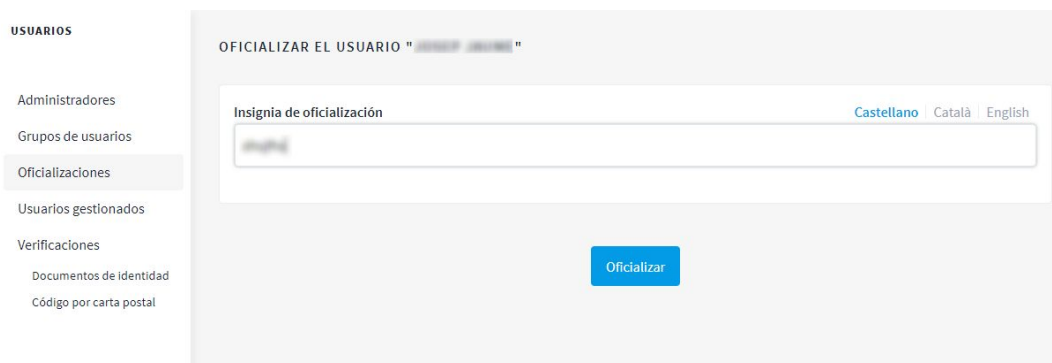 USUARIOS
Administradores
Grupos de usuarios
Oficializaciones
Usuarios gestionados
Verificaciones
Documentos de identidad
Código por carta postal
OFICIALIZAR EL USUARIO " "
Insignia de oficialización
Castellano | Català | English
Oficializar